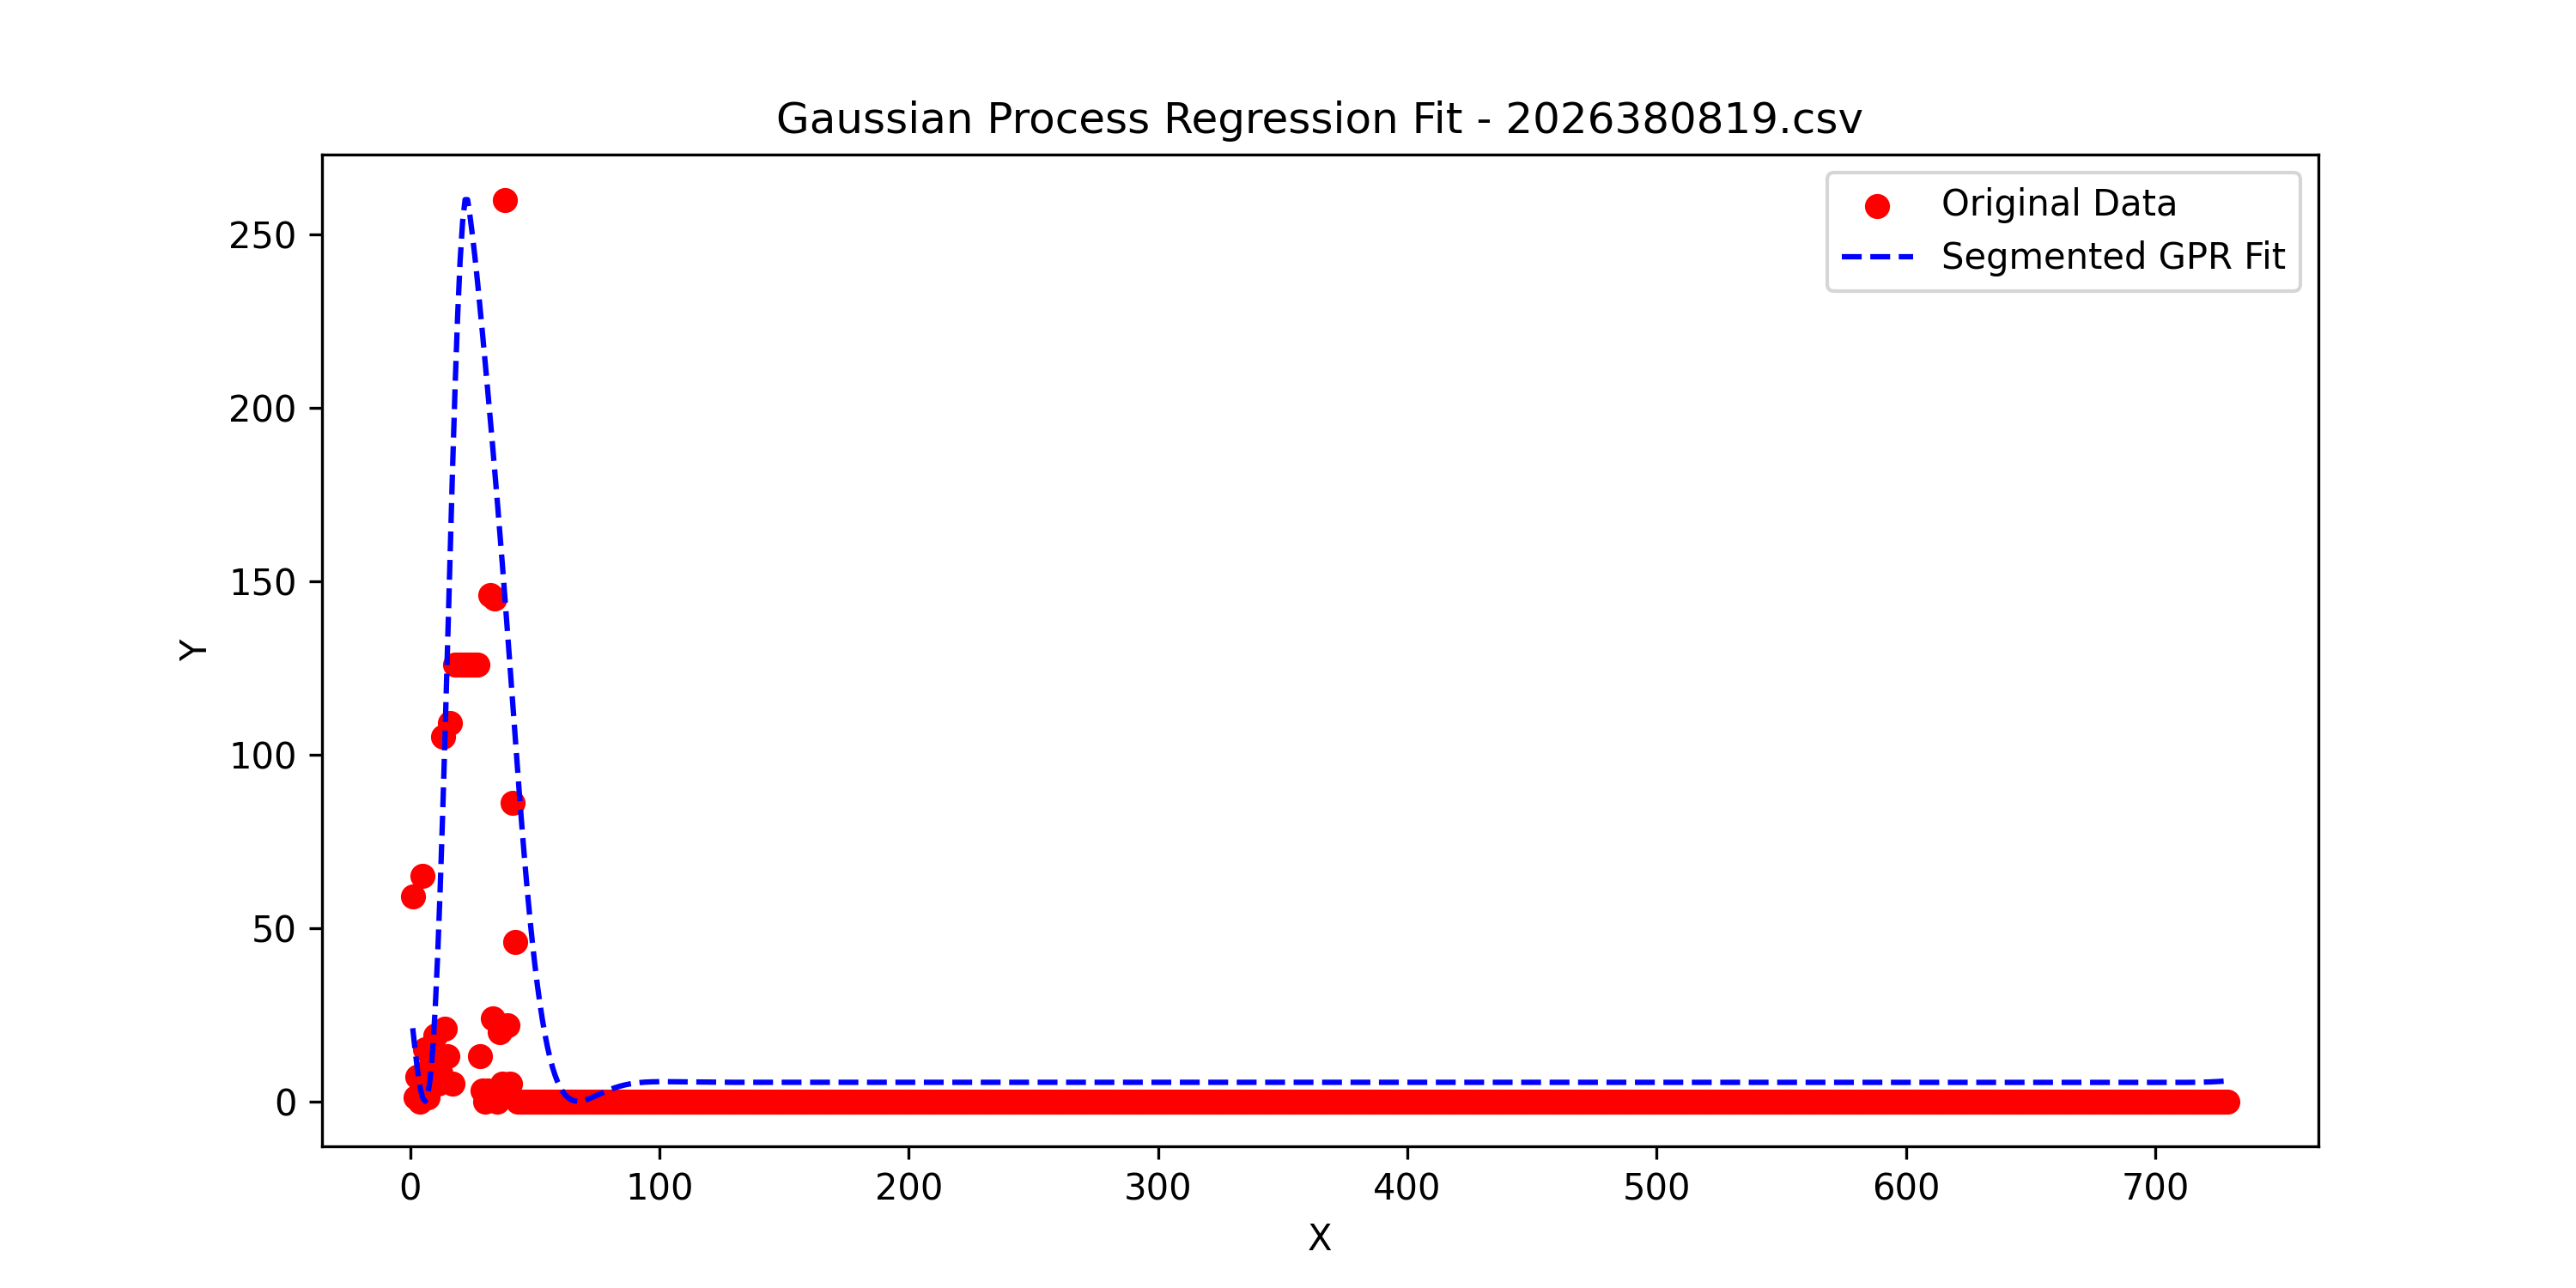 Gaussian Process Regression Fit - 2026380819.csv
Original Data
Segmented GPR Fit
250
200
150
100
50
0
Y
0 100 200 300 400 500 600 700
X